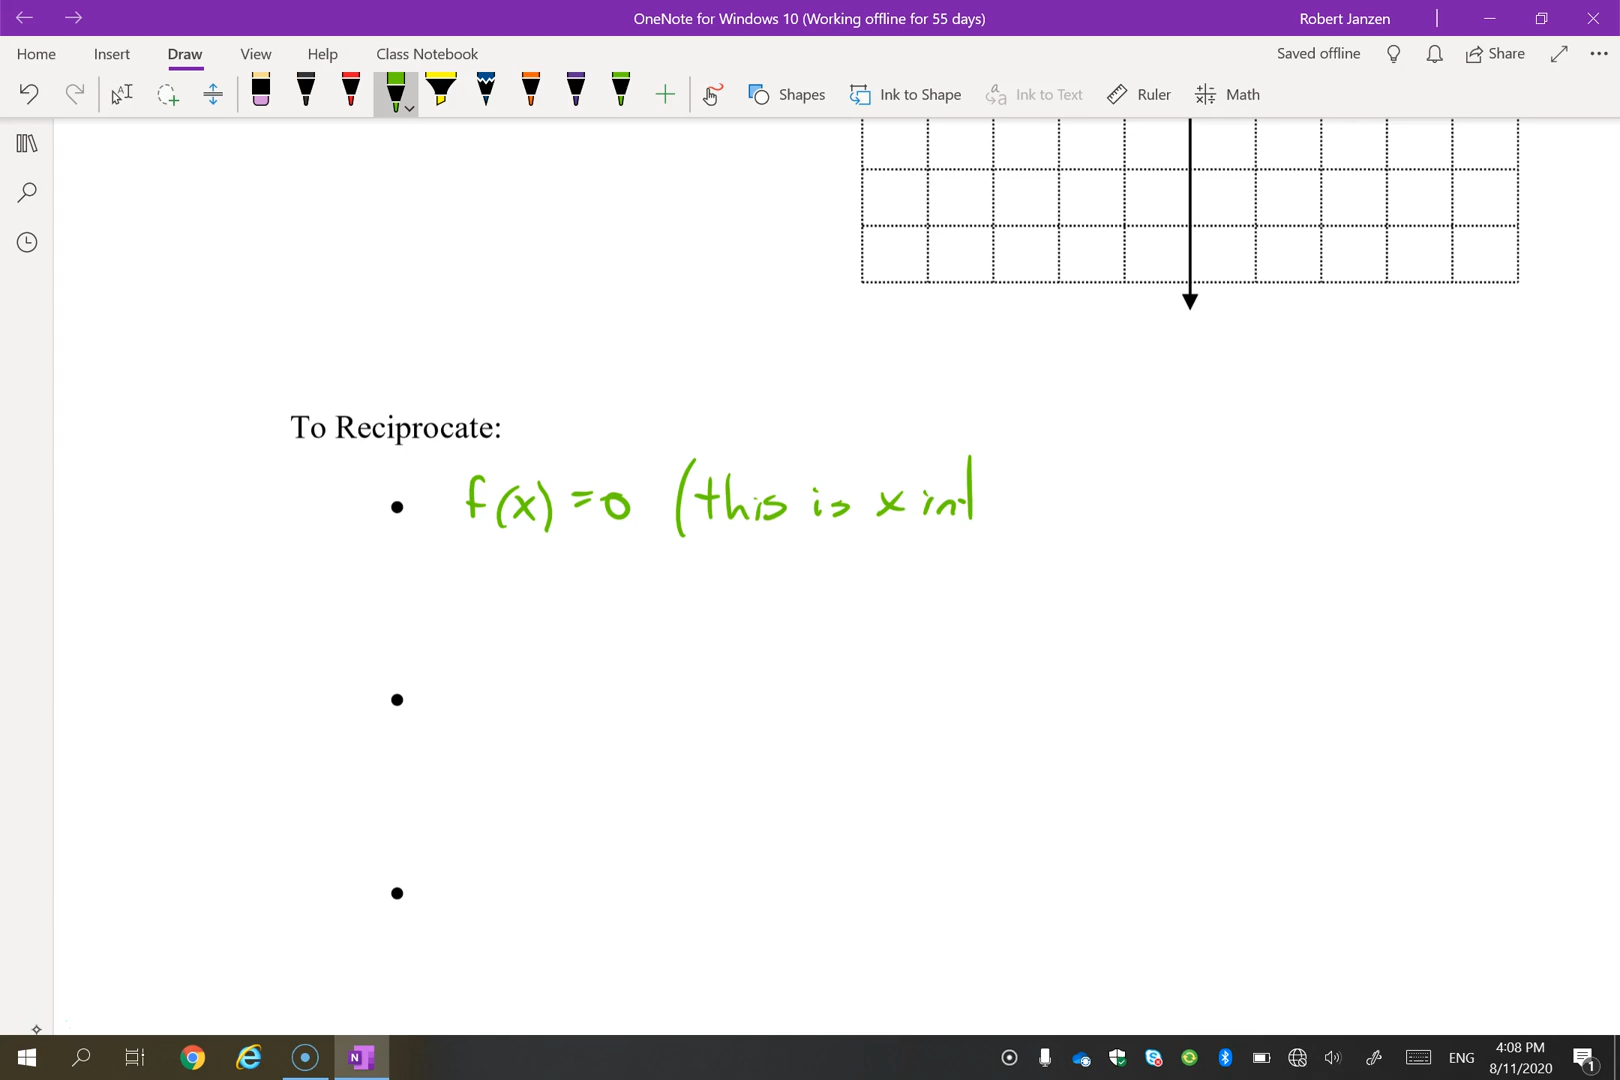 OneNote for Windows 10 (Working offline for 55 days)
Robert Janzen
Home Insert Draw View Help Class Notebook
Saved offline
Share
Shapes
Ink to Shape
Ink to Text
Ruler
Math
To Reciprocate:
• f(x) = 0 (this is x int
•
•
ENG
4:08 PM
8/11/2020
1